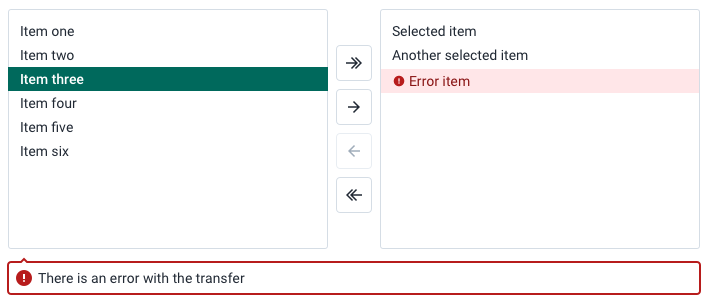 Item one
Item two
Item three
Item four
Item five
Item six
Selected item
Another selected item
Error item
There is an error with the transfer